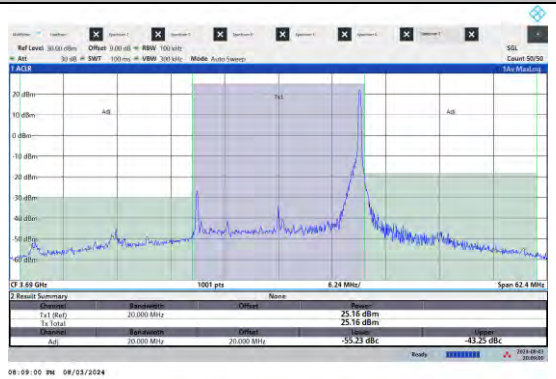 Ref Level 30.00 dBm Offset 9.00 dB RBW 100 kHz SGL
Att 30 dB SWT 100 ms VBW 300 kHz Mode Auto Sweep Count 50/50
1 ACLR 1Av MaxLog
20 dBm
Tx1
10 dBm
Adj Adj
0 dBm
-10 dBm
-20 dBm
-30 dBm
-40 dBm
-50 dBm
-60 dBm
CF 3.69 GHz 1001 pts 6.24 MHz/ Span 62.4 MHz
2 Result Summary None
Channel Bandwidth Offset Power
Tx1 (Ref) 20.000 MHz 25.16 dBm
Tx Total 25.16 dBm
Channel Bandwidth Offset Lower Upper
Adj 20.000 MHz 20.000 MHz -55.23 dBc -43.25 dBc
Ready
08:09:00 PM 08/03/2024